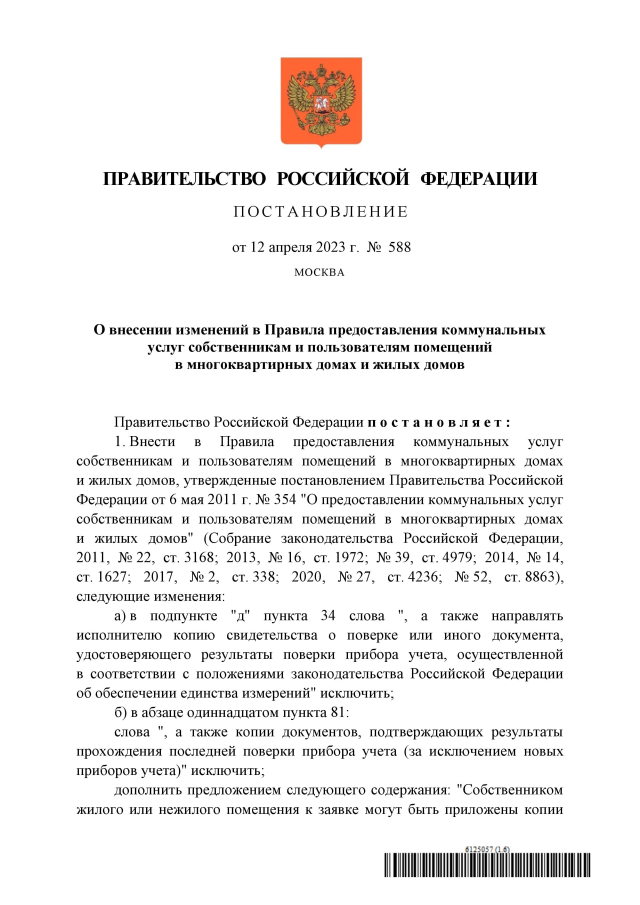 ПРАВИТЕЛЬСТВО РОССИЙСКОЙ ФЕДЕРАЦИИ
ПОСТАНОВЛЕНИЕ
от 12 апреля 2023 г. № 588
МОСКВА
О внесении изменений в Правила предоставления коммунальных
услуг собственникам и пользователям помещений
в многоквартирных домах и жилых домов
Правительство Российской Федерации п о с т а н о в л я е т :
1. Внести в Правила предоставления коммунальных услуг
собственникам и пользователям помещений в многоквартирных домах
и жилых домов, утвержденные постановлением Правительства Российской
Федерации от 6 мая 2011 г. № 354 "О предоставлении коммунальных услуг
собственникам и пользователям помещений в многоквартирных домах
и жилых домов" (Собрание законодательства Российской Федерации,
2011, № 22, ст. 3168; 2013, № 16, ст. 1972; № 39, ст. 4979; 2014, № 14,
ст. 1627; 2017, № 2, ст. 338; 2020, № 27, ст. 4236; № 52, ст. 8863),
следующие изменения:
а) в подпункте "д" пункта 34 слова ", а также направлять
исполнителю копию свидетельства о поверке или иного документа,
удостоверяющего результаты поверки прибора учета, осуществленной
в соответствии с положениями законодательства Российской Федерации
об обеспечении единства измерений" исключить;
б) в абзаце одиннадцатом пункта 81:
слова ", а также копии документов, подтверждающих результаты
прохождения последней поверки прибора учета (за исключением новых
приборов учета)" исключить;
дополнить предложением следующего содержания: "Собственником
жилого или нежилого помещения к заявке могут быть приложены копии
6125057 (1.6)